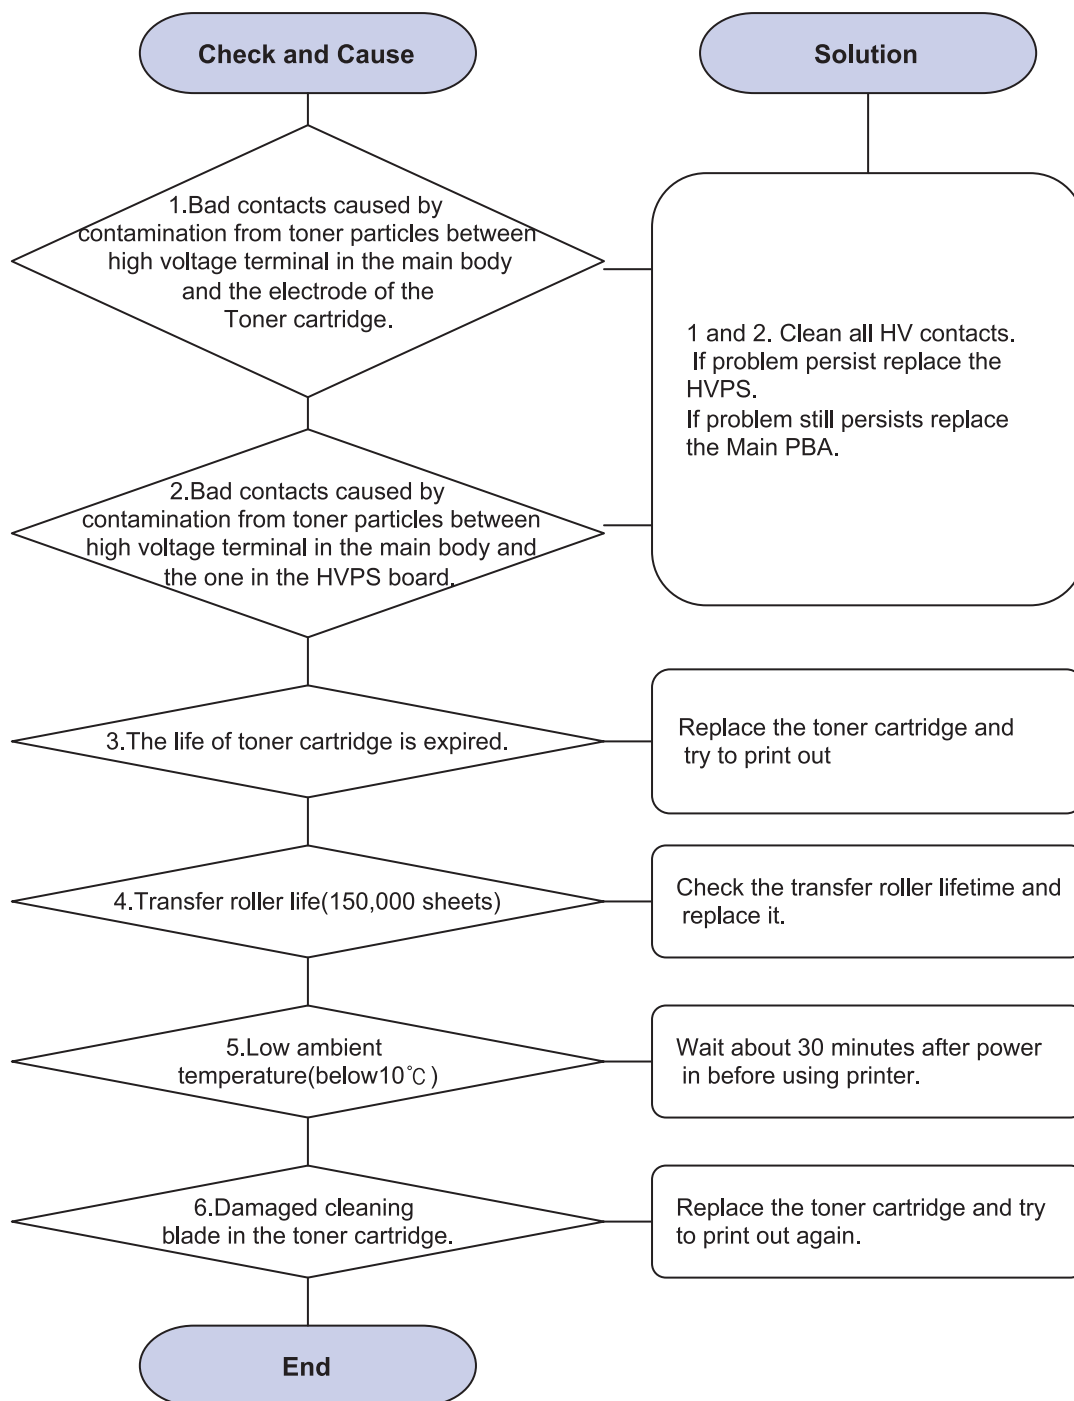 Check and Cause
Solution
1.Bad contacts caused by
contamination from toner particles between
high voltage terminal in the main body
and the electrode of the
Toner cartridge.
1 and 2. Clean all HV contacts.
If problem persist replace the
HVPS.
If problem still persists replace
the Main PBA.
2.Bad contacts caused by
contamination from toner particles between
high voltage terminal in the main body and
the one in the HVPS board.
3.The life of toner cartridge is expired.
Replace the toner cartridge and
try to print out
4.Transfer roller life(150,000 sheets)
Check the transfer roller lifetime and
replace it.
5.Low ambient
temperature(below10℃)
Wait about 30 minutes after power
in before using printer.
6.Damaged cleaning
blade in the toner cartridge.
Replace the toner cartridge and try
to print out again.
End